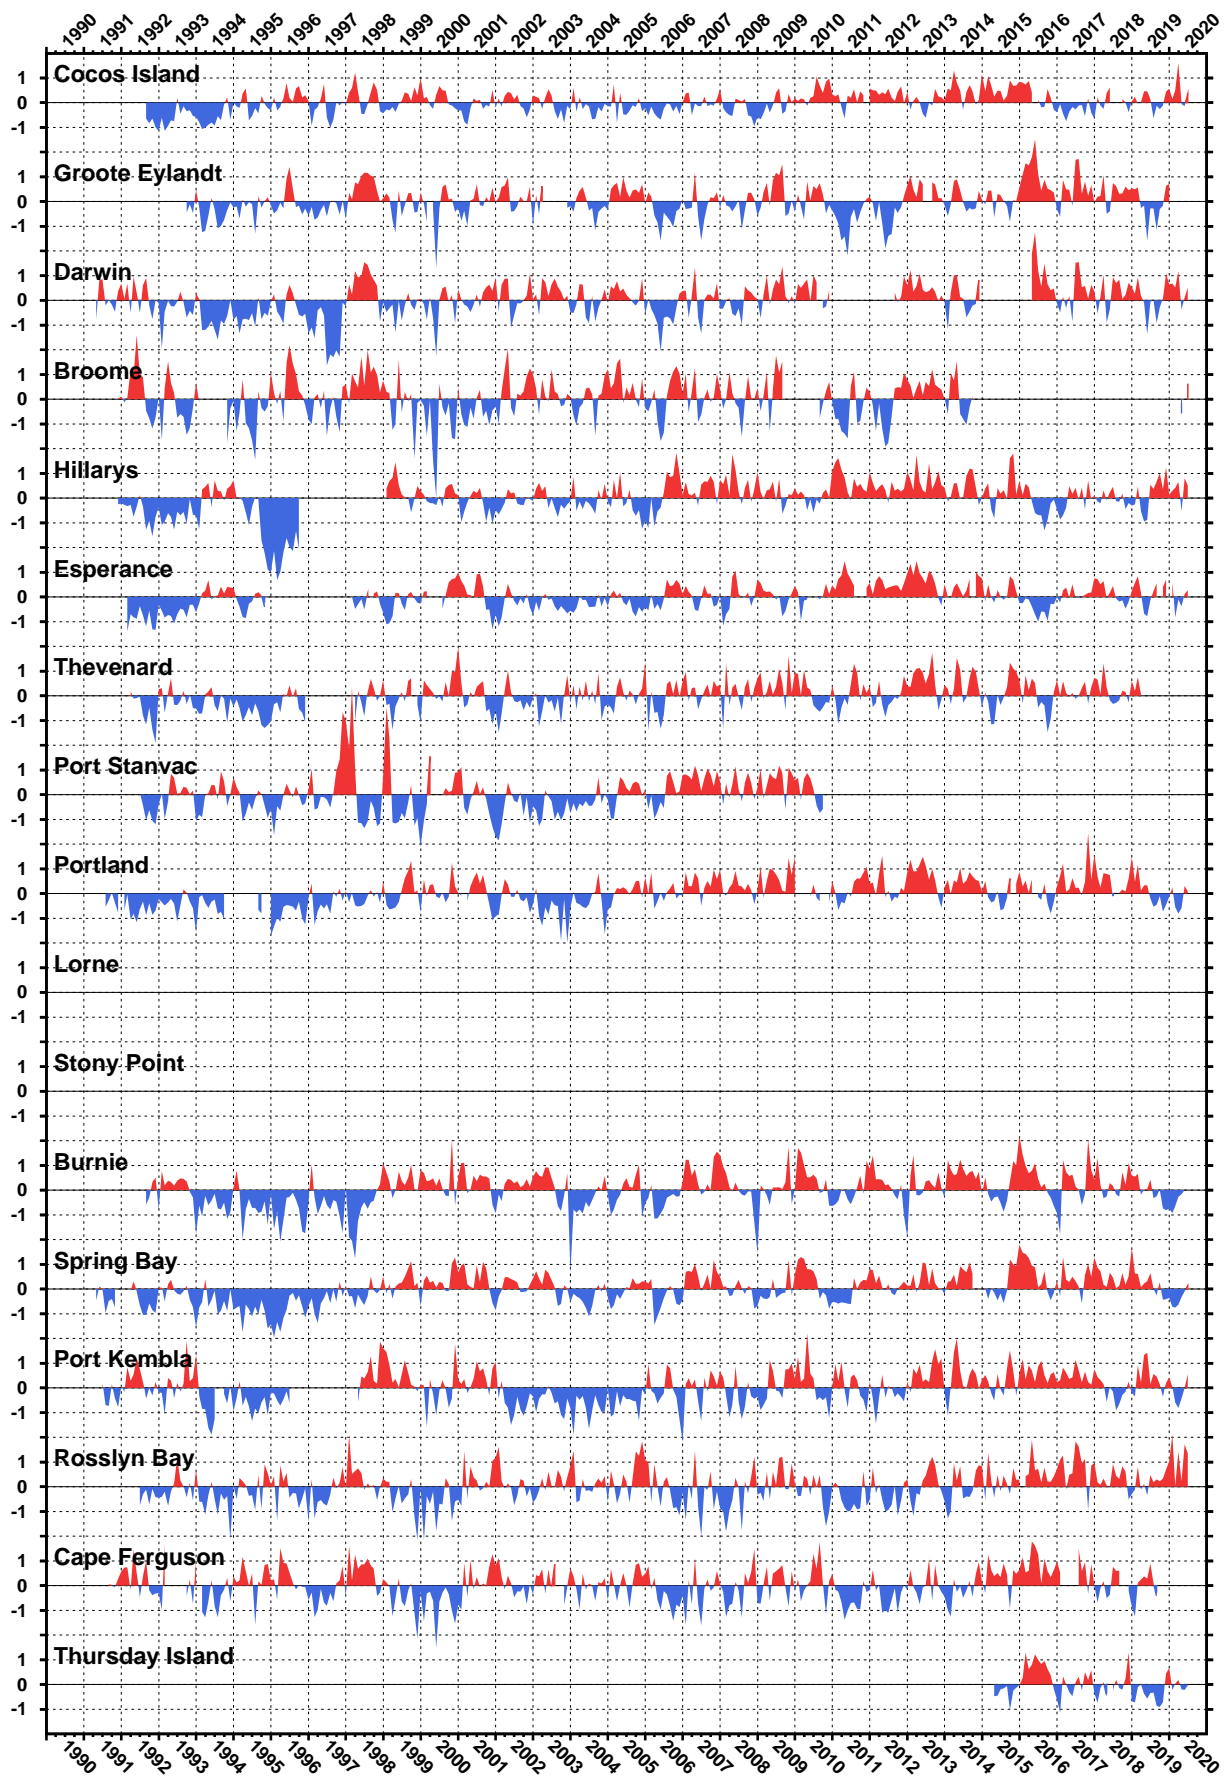 1990 1991 1992 1993 1994 1995 1996 1997 1998 1999 2000 2001 2002 2003 2004 2005 2006 2007 2008 2009 2010 2011 2012 2013 2014 2015 2016 2017 2018 2019 2020
1 Cocos Island
0
-1
1 Groote Eylandt
0
-1
1 Darwin
0
-1
1 Broome
0
-1
1 Hillarys
0
-1
1 Esperance
0
-1
1 Thevenard
0
-1
1 Port Stanvac
0
-1
1 Portland
0
-1
1 Lorne
0
-1
1 Stony Point
0
-1
1 Burnie
0
-1
1 Spring Bay
0
-1
1 Port Kembla
0
-1
1 Rosslyn Bay
0
-1
1 Cape Ferguson
0
-1
1 Thursday Island
0
-1
1990 1991 1992 1993 1994 1995 1996 1997 1998 1999 2000 2001 2002 2003 2004 2005 2006 2007 2008 2009 2010 2011 2012 2013 2014 2015 2016 2017 2018 2019 2020